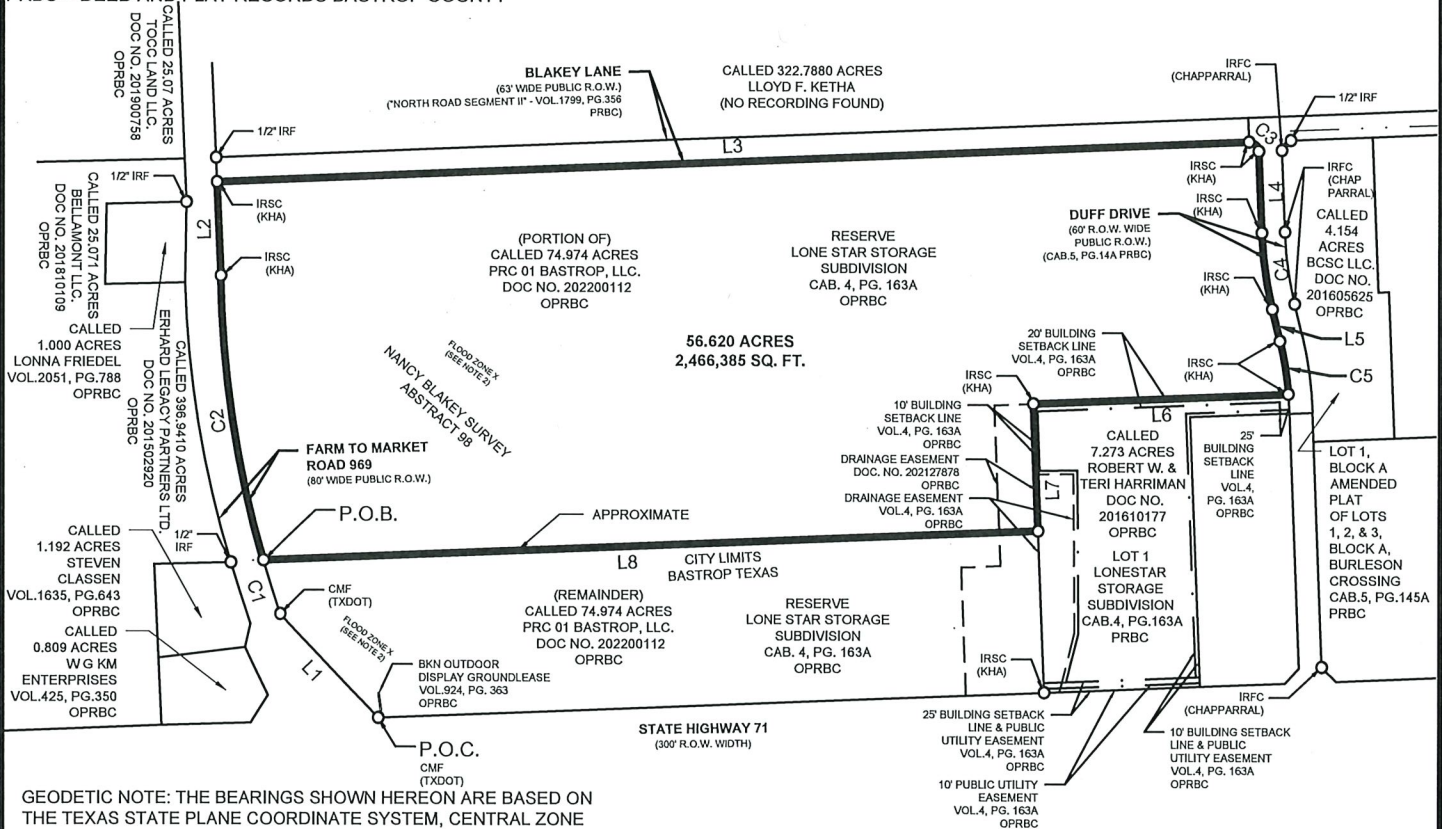 CALLED 25.07 ACRES
TOCC LAND LLC.
DOC NO. 201900758
OPRBC
BLAKEY LANE
(63' WIDE PUBLIC R.O.W.)
("NORTH ROAD SEGMENT II" - VOL.1799, PG.356
PRBC)
CALLED 322.7880 ACRES
LLOYD F. KETHA
(NO RECORDING FOUND)
IRFC
(CHAPPARRAL)
1/2" IRF
1/2" IRF
L3
C3
1/2" IRF
IRSC
(KHA)
L2
IRSC
(KHA)
CALLED 25.071 ACRES
BELLAMONT LLC.
DOC NO. 201810109
OPRBC
(PORTION OF)
CALLED 74.974 ACRES
PRC 01 BASTROP, LLC.
DOC NO. 202200112
OPRBC
RESERVE
LONE STAR STORAGE
SUBDIVISION
CAB. 4, PG. 163A
OPRBC
IRSC
(KHA)
IRSC
(KHA)
L4
IRFC
(CHAP
PARRAL)
DUFF DRIVE
(60' R.O.W. WIDE
PUBLIC R.O.W.)
(CAB.5, PG.14A PRBC)
CALLED
4.154
ACRES
BCSC LLC.
DOC NO.
201605625
OPRBC
C4
IRSC
(KHA)
L5
IRSC
(KHA)
C5
CALLED
1.000 ACRES
LONNA FRIEDEL
VOL.2051, PG.788
OPRBC
CALLED 396.9410 ACRES
ERHARD LEGACY PARTNERS LTD.
DOC NO. 201502920
OPRBC
C2
NANCY BLAKEY SURVEY
ABSTRACT 98
FLOOD ZONE X
(SEE NOTE 2)
56.620 ACRES
2,466,385 SQ. FT.
20' BUILDING
SETBACK LINE
VOL.4, PG. 163A
OPRBC
IRSC
(KHA)
L6
10' BUILDING
SETBACK LINE
VOL.4, PG. 163A
OPRBC
DRAINAGE EASEMENT
DOC. NO. 202127878
OPRBC
DRAINAGE EASEMENT
VOL.4, PG. 163A
OPRBC
L7
CALLED
7.273 ACRES
ROBERT W. &
TERI HARRIMAN
DOC NO.
201610177
OPRBC
LOT 1
LONESTAR
STORAGE
SUBDIVISION
CAB.4, PG.163A
PRBC
25'
BUILDING
SETBACK
LINE
VOL.4,
PG. 163A
OPRBC
LOT 1,
BLOCK A
AMENDED
PLAT
OF LOTS
1, 2, & 3,
BLOCK A,
BURLESON
CROSSING
CAB.5, PG.145A
PRBC
FARM TO MARKET
ROAD 969
(80' WIDE PUBLIC R.O.W.)
P.O.B.
APPROXIMATE
L8
CITY LIMITS
BASTROP TEXAS
CALLED
1.192 ACRES
STEVEN
CLASSEN
VOL.1635, PG.643
OPRBC
1/2"
IRF
C1
CMF
(TXDOT)
FLOOD ZONE X
(SEE NOTE 2)
(REMAINDER)
CALLED 74.974 ACRES
PRC 01 BASTROP, LLC.
DOC NO. 202200112
OPRBC
RESERVE
LONE STAR STORAGE
SUBDIVISION
CAB. 4, PG. 163A
OPRBC
CALLED
0.809 ACRES
W G KM
ENTERPRISES
VOL.425, PG.350
OPRBC
L1
BKN OUTDOOR
DISPLAY GROUNDLEASE
VOL.924, PG. 363
OPRBC
IRSC
(KHA)
IRFC
(CHAPPARRAL)
STATE HIGHWAY 71
(300' R.O.W. WIDTH)
P.O.C.
CMF
(TXDOT)
25' BUILDING SETBACK
LINE & PUBLIC
UTILITY EASEMENT
VOL.4, PG. 163A
OPRBC
10' PUBLIC UTILITY
EASEMENT
VOL.4, PG. 163A
OPRBC
10' BUILDING SETBACK
LINE & PUBLIC
UTILITY EASEMENT
VOL.4, PG. 163A
OPRBC
GEODETIC NOTE: THE BEARINGS SHOWN HEREON ARE BASED ON
THE TEXAS STATE PLANE COORDINATE SYSTEM, CENTRAL ZONE